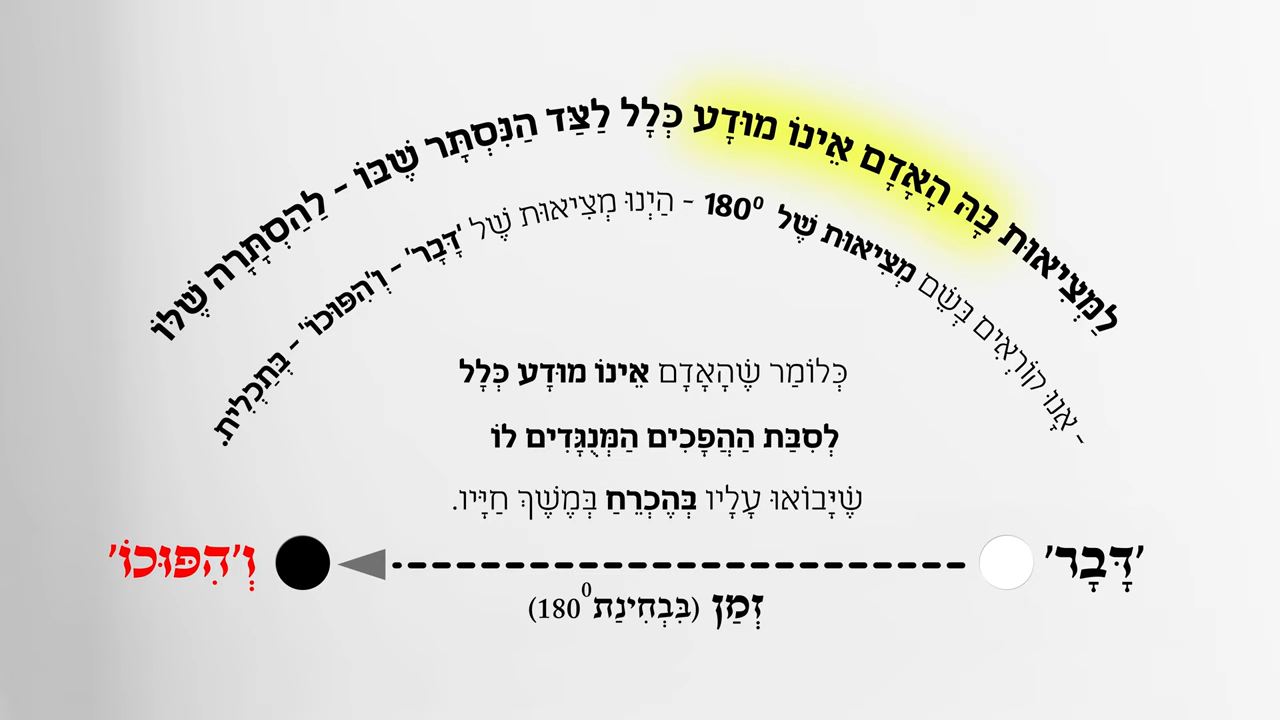 לַמְּצִיאוּת בָּהּ הָאָדָם אֵינוֹ מוּדָע כְּלָל לַצַּד הַנִּסְתָּר שֶׁבּוֹ - לַהַסְתָּרָה שֶׁלּוֹ
- אָנוּ קוֹרְאִים בְּשֵׁם מְצִיאוּת שֶׁל 180⁰ - הַיְנוּ מְצִיאוּת שֶׁל 'דָּבָר' - וְ'הִפּוּכוֹ' - בְּתַכְלִית.
כְּלוֹמַר שֶׁהָאָדָם אֵינוֹ מוּדָע כְּלָל
לְסִבַּת הַהֲפָכִים הַמְּנֻגָּדִים לוֹ
שֶׁיָּבוֹאוּ עָלָיו בְּהֶכְרֵחַ בְּמֶשֶׁךְ חַיָּיו.
'דָּבָר' וְ'הִפּוּכוֹ'
זְמַן (בִּבְחִינַת 180⁰)